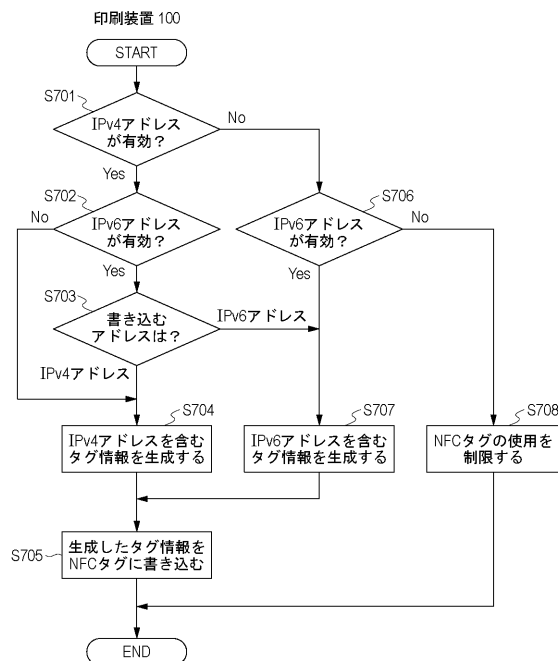 印刷装置 100
START
S701
IPv4アドレス
が有効？
No
Yes
S702
IPv6アドレス
が有効？
No
Yes
S706
IPv6アドレス
が有効？
No
Yes
S703
書き込む
アドレスは？
IPv6アドレス
IPv4アドレス
S704
IPv4アドレスを含む
タグ情報を生成する
S707
IPv6アドレスを含む
タグ情報を生成する
S708
NFCタグの使用を
制限する
S705
生成したタグ情報を
NFCタグに書き込む
END